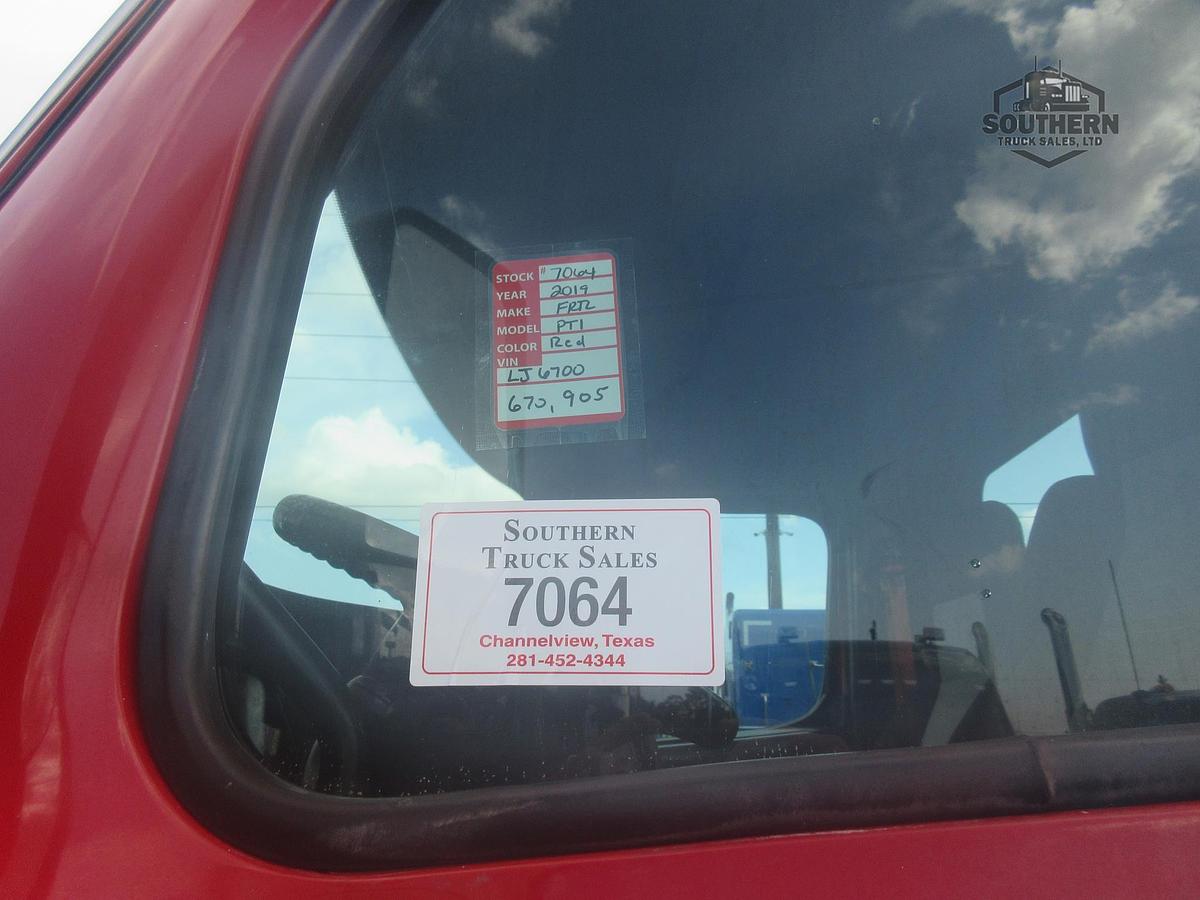 SOUTHERN
TRUCK SALES, LTD
STOCK # 7064
YEAR 2019
MAKE FRTL
MODEL PT1
COLOR Red
VIN
LJ6700
670,905
SOUTHERN
TRUCK SALES
7064
Channelview, Texas
281-452-4344